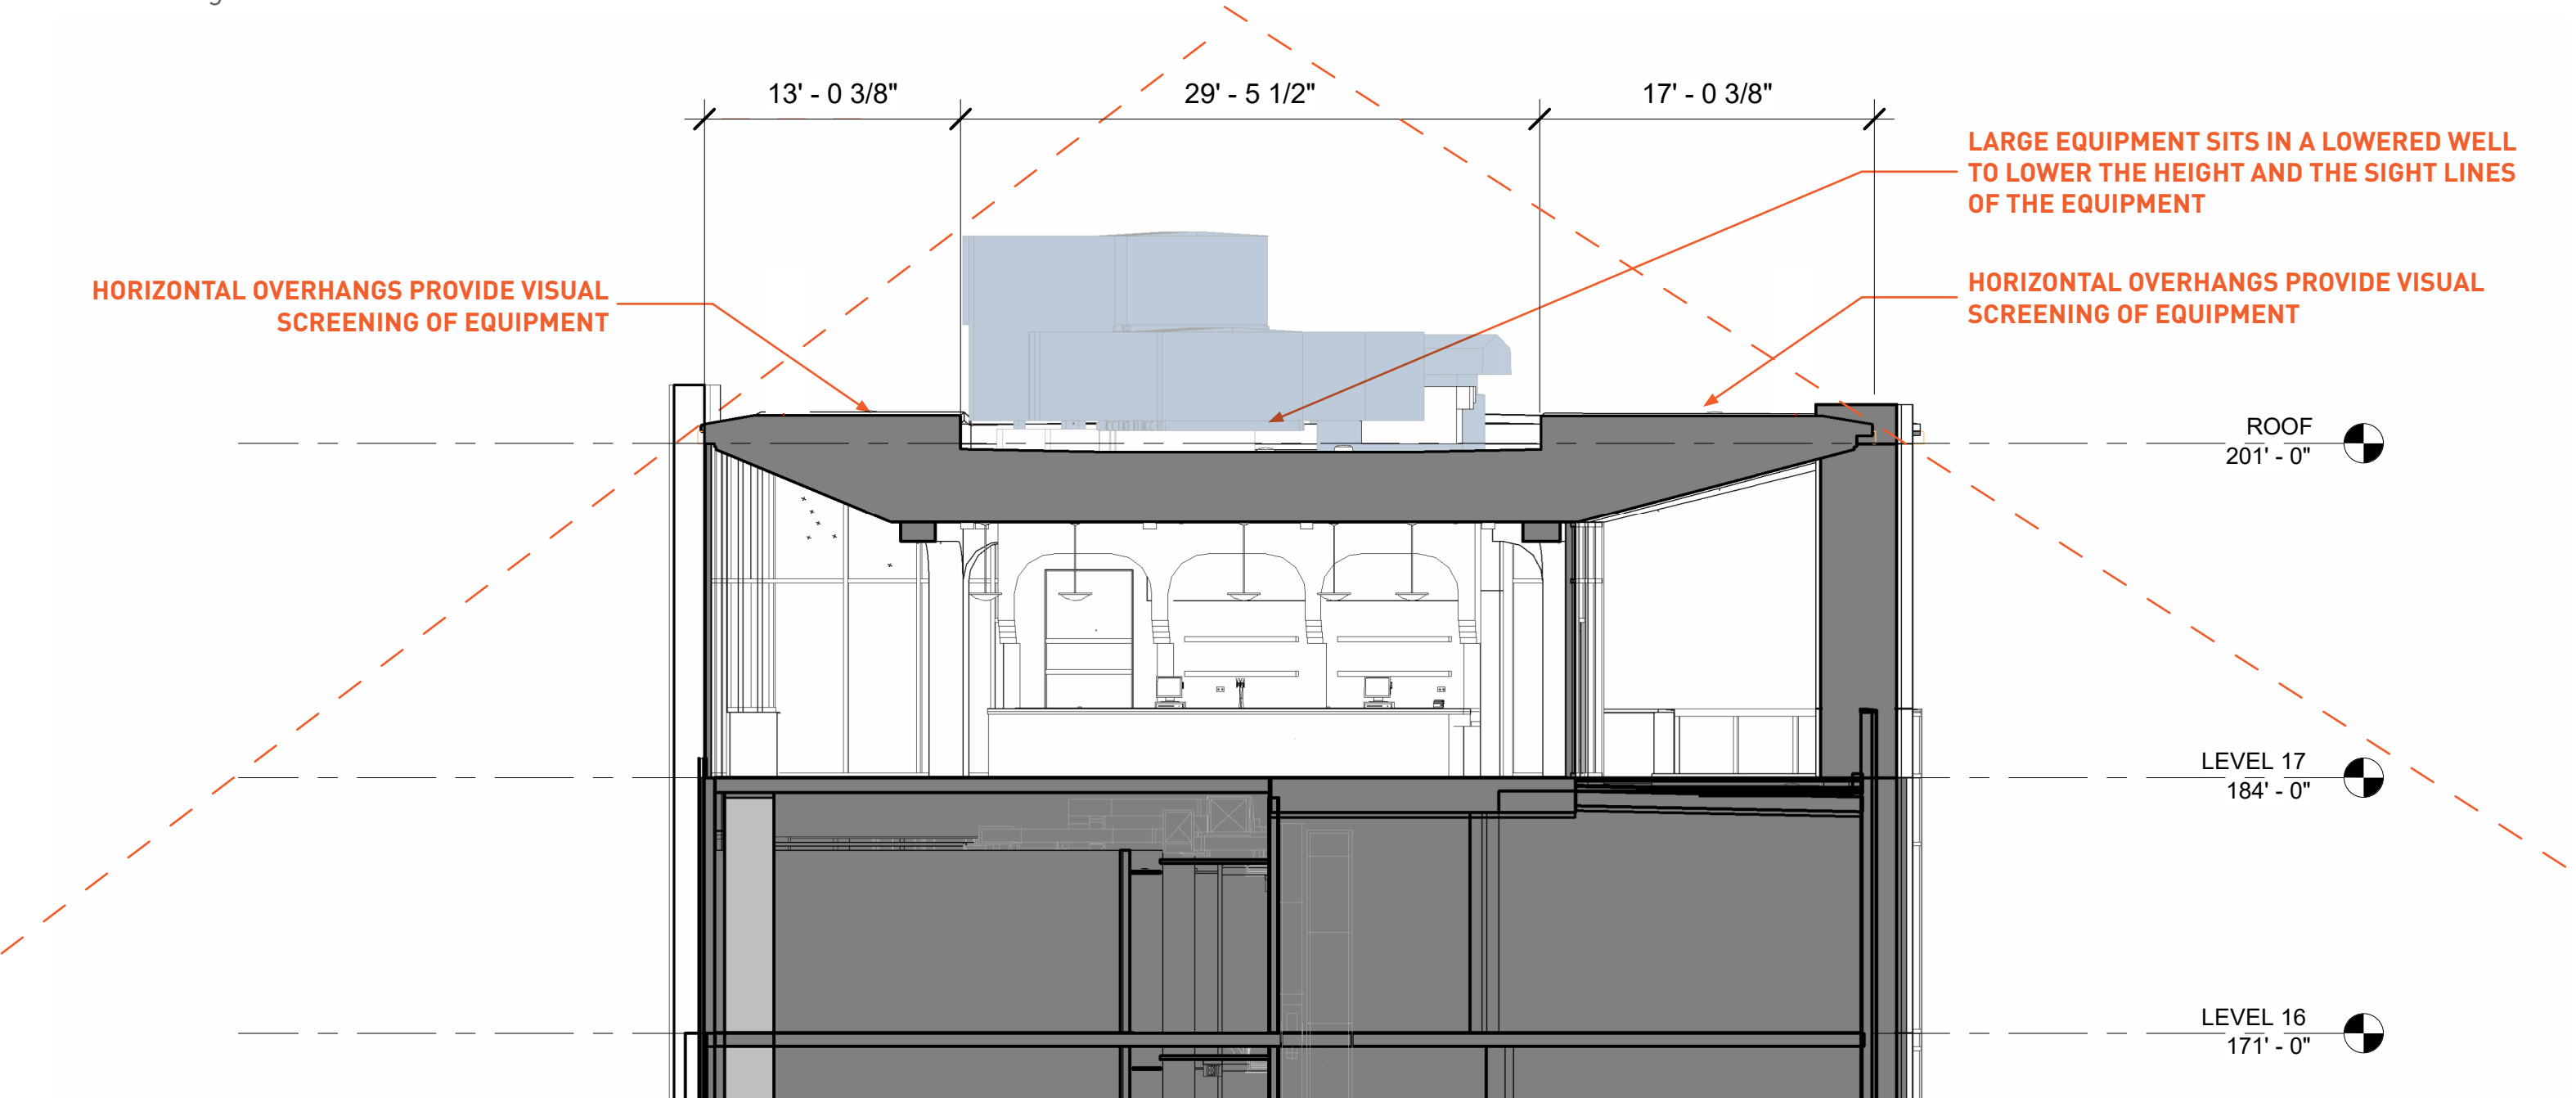 13' - 0 3/8"
29' - 5 1/2"
17' - 0 3/8"
LARGE EQUIPMENT SITS IN A LOWERED WELL
TO LOWER THE HEIGHT AND THE SIGHT LINES
OF THE EQUIPMENT
HORIZONTAL OVERHANGS PROVIDE VISUAL
SCREENING OF EQUIPMENT
HORIZONTAL OVERHANGS PROVIDE VISUAL
SCREENING OF EQUIPMENT
ROOF
201' - 0"
LEVEL 17
184' - 0"
LEVEL 16
171' - 0"